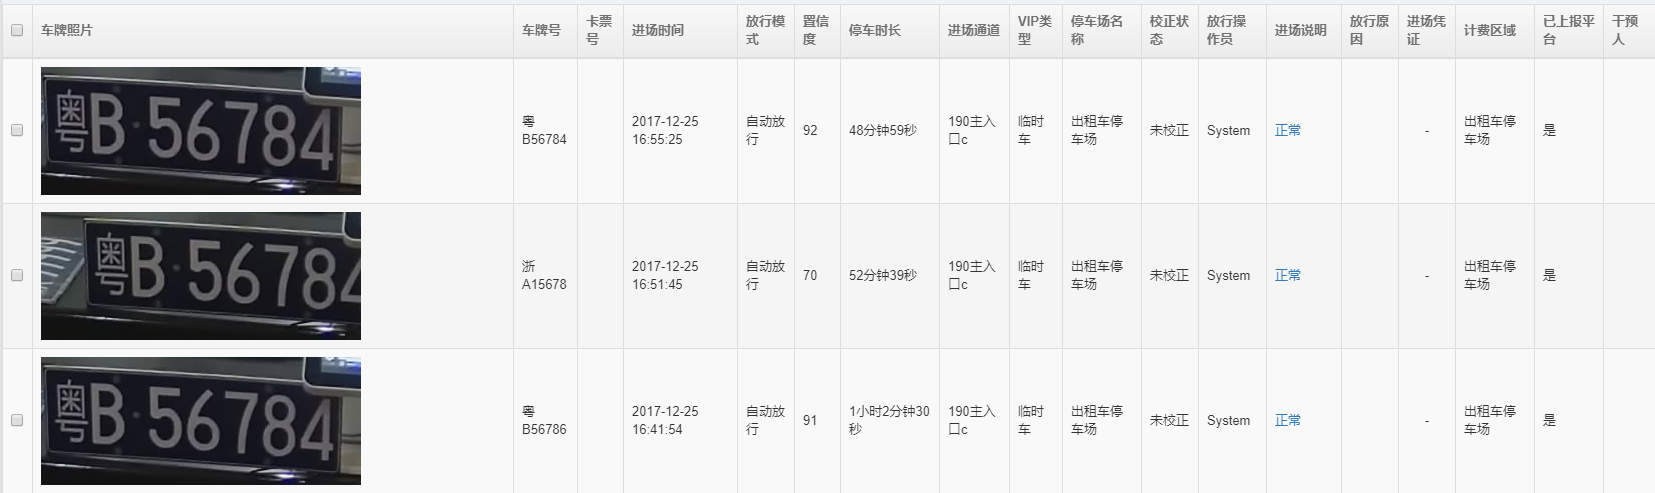 车牌照片 车牌号 卡票号 进场时间 放行模式 置信度 停车时长 进场通道 VIP类型 停车场名称 校正状态 放行操作员 进场说明 放行原因 进场凭证 计费区域 已上报平台 干预人
粤B·56784
粤B56784 2017-12-25 16:55:25 自动放行 92 48分钟59秒 190主入口c 临时车 出租车停车场 未校正 System 正常 - 出租车停车场 是
粤B·56784
浙A15678 2017-12-25 16:51:45 自动放行 70 52分钟39秒 190主入口c 临时车 出租车停车场 未校正 System 正常 - 出租车停车场 是
粤B·56784
粤B56786 2017-12-25 16:41:54 自动放行 91 1小时2分钟30秒 190主入口c 临时车 出租车停车场 未校正 System 正常 - 出租车停车场 是